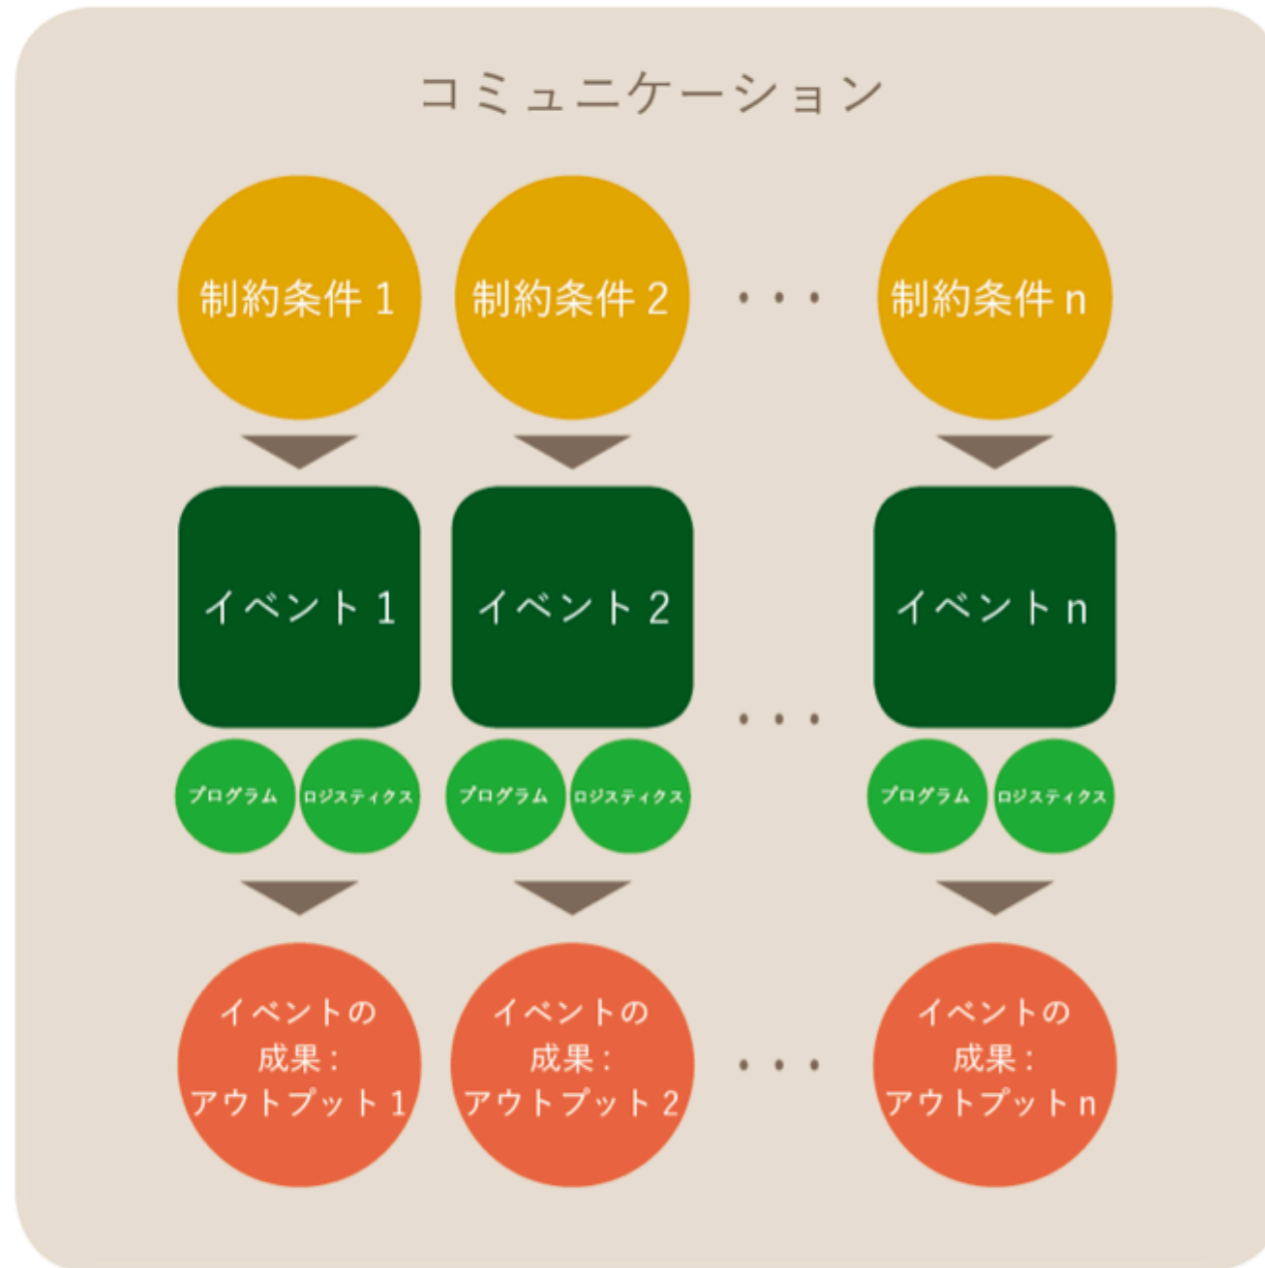 コミュニケーション
制約条件 1
制約条件 2
・・・
制約条件 n
イベント 1
イベント 2
・・・
イベント n
プログラム
ロジスティクス
プログラム
ロジスティクス
プログラム
ロジスティクス
イベントの
成果：
アウトプット 1
イベントの
成果：
アウトプット 2
・・・
イベントの
成果：
アウトプット n